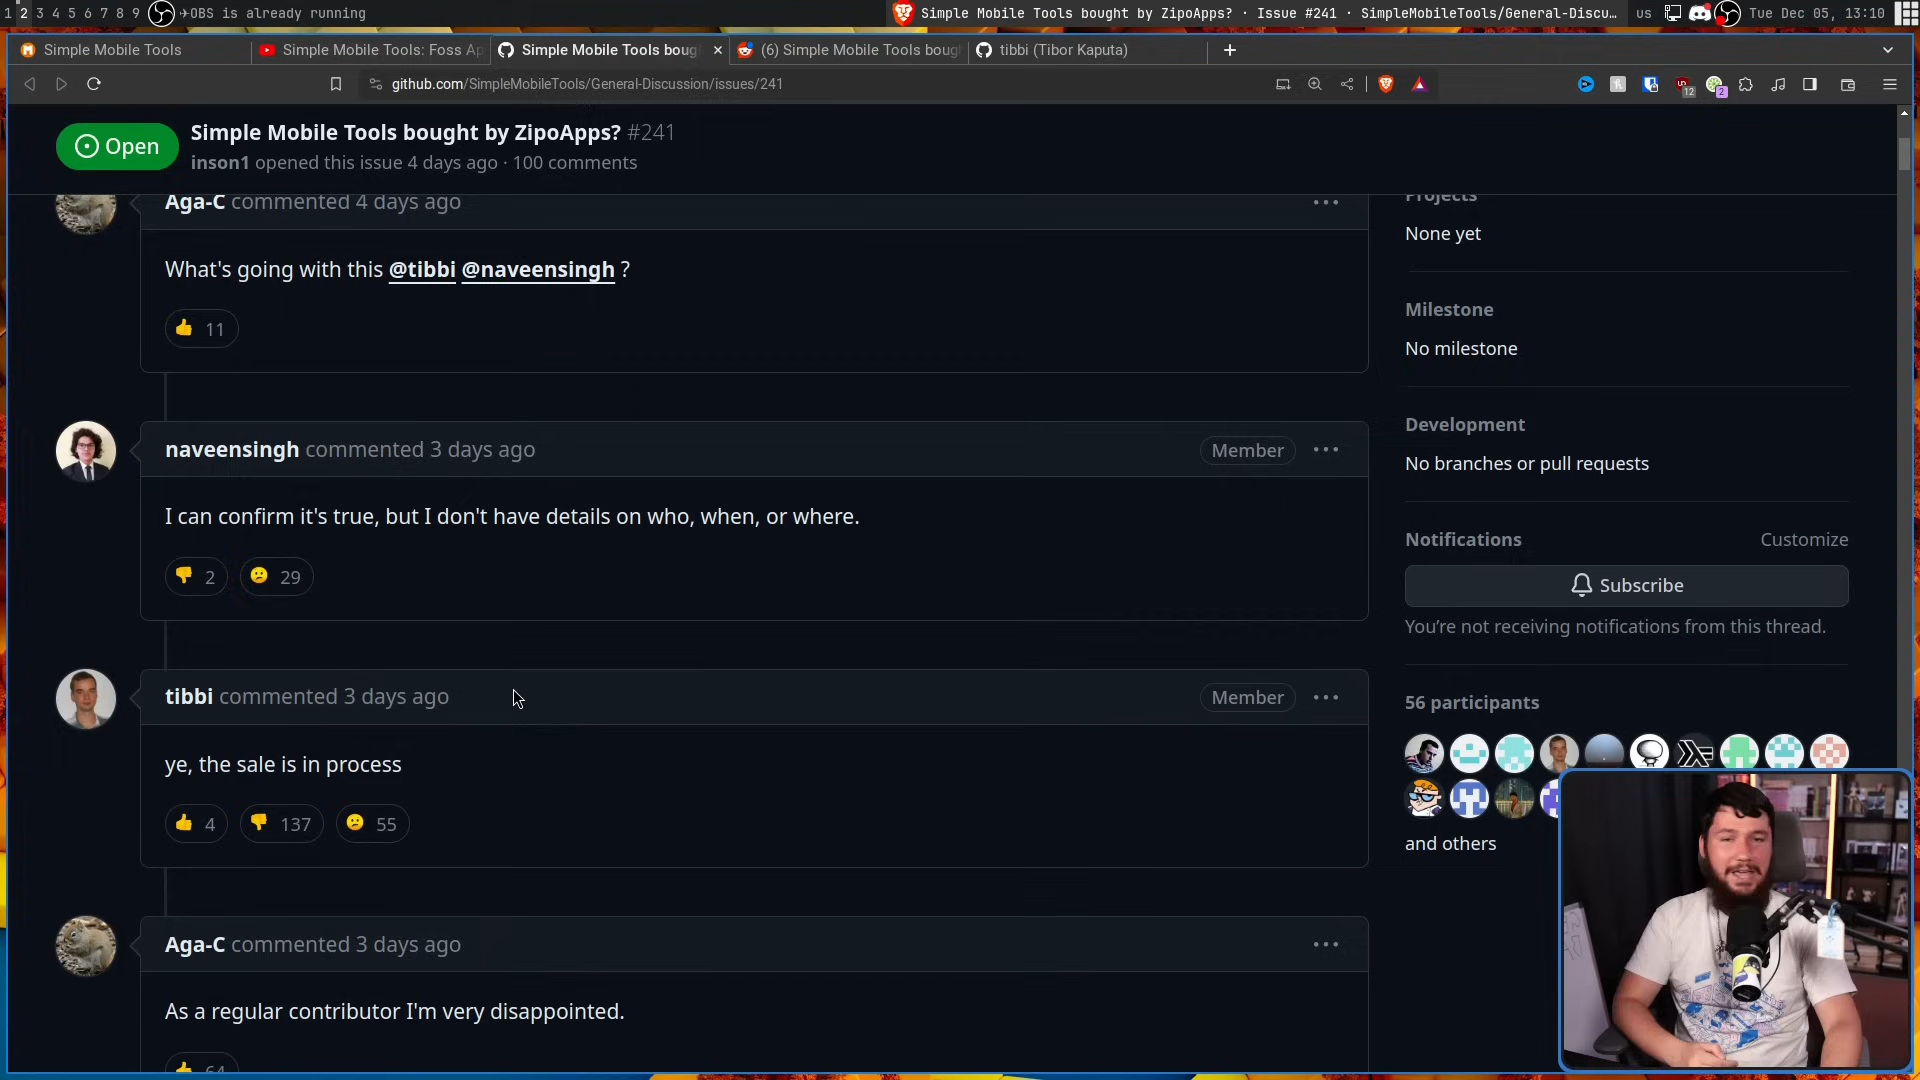 1 2 3 4 5 6 7 8 9 OBS is already running
Simple Mobile Tools bought by ZipoApps? · Issue #241 · SimpleMobileTools/General-Discu…
us
Tue Dec 05, 13:10
Simple Mobile Tools
Simple Mobile Tools: Foss Ap
Simple Mobile Tools boug
(6) Simple Mobile Tools boug
tibbi (Tibor Kaputa)
github.com/SimpleMobileTools/General-Discussion/issues/241
12
2
Open
Simple Mobile Tools bought by ZipoApps? #241
inson1 opened this issue 4 days ago · 100 comments
Aga-C commented 4 days ago
What's going with this @tibbi @naveensingh ?
11
naveensingh commented 3 days ago
Member
I can confirm it's true, but I don't have details on who, when, or where.
2 29
tibbi commented 3 days ago
Member
ye, the sale is in process
4 137 55
Aga-C commented 3 days ago
As a regular contributor I'm very disappointed.
64
Projects
None yet
Milestone
No milestone
Development
No branches or pull requests
Notifications
Customize
Subscribe
You're not receiving notifications from this thread.
56 participants
and others